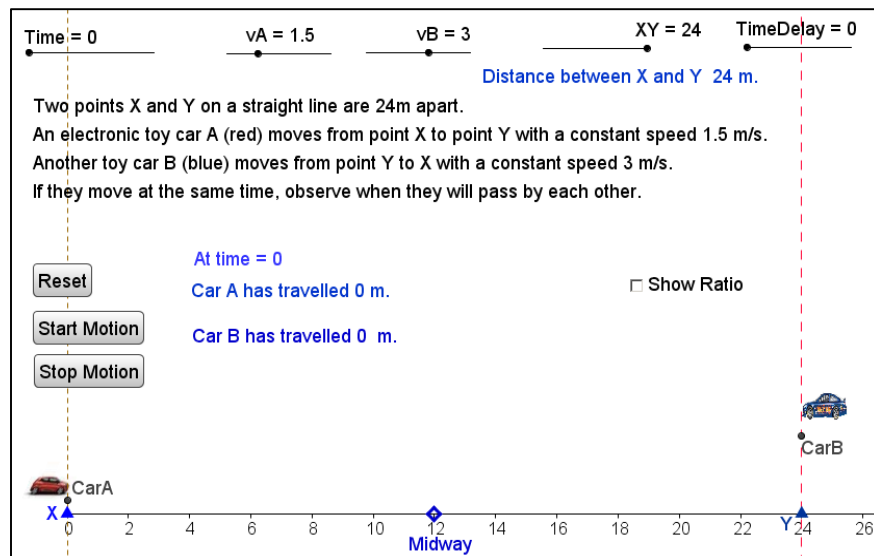 Time = 0
vA = 1.5
vB = 3
XY = 24
TimeDelay = 0
Distance between X and Y 24 m.
Two points X and Y on a straight line are 24m apart.
An electronic toy car A (red) moves from point X to point Y with a constant speed 1.5 m/s.
Another toy car B (blue) moves from point Y to X with a constant speed 3 m/s.
If they move at the same time, observe when they will pass by each other.
At time = 0
Reset
Car A has travelled 0 m.
Show Ratio
Start Motion
Car B has travelled 0 m.
Stop Motion
CarB
CarA
X
Y
0 2 4 6 8 10 12 14 16 18 20 22 24 26
Midway